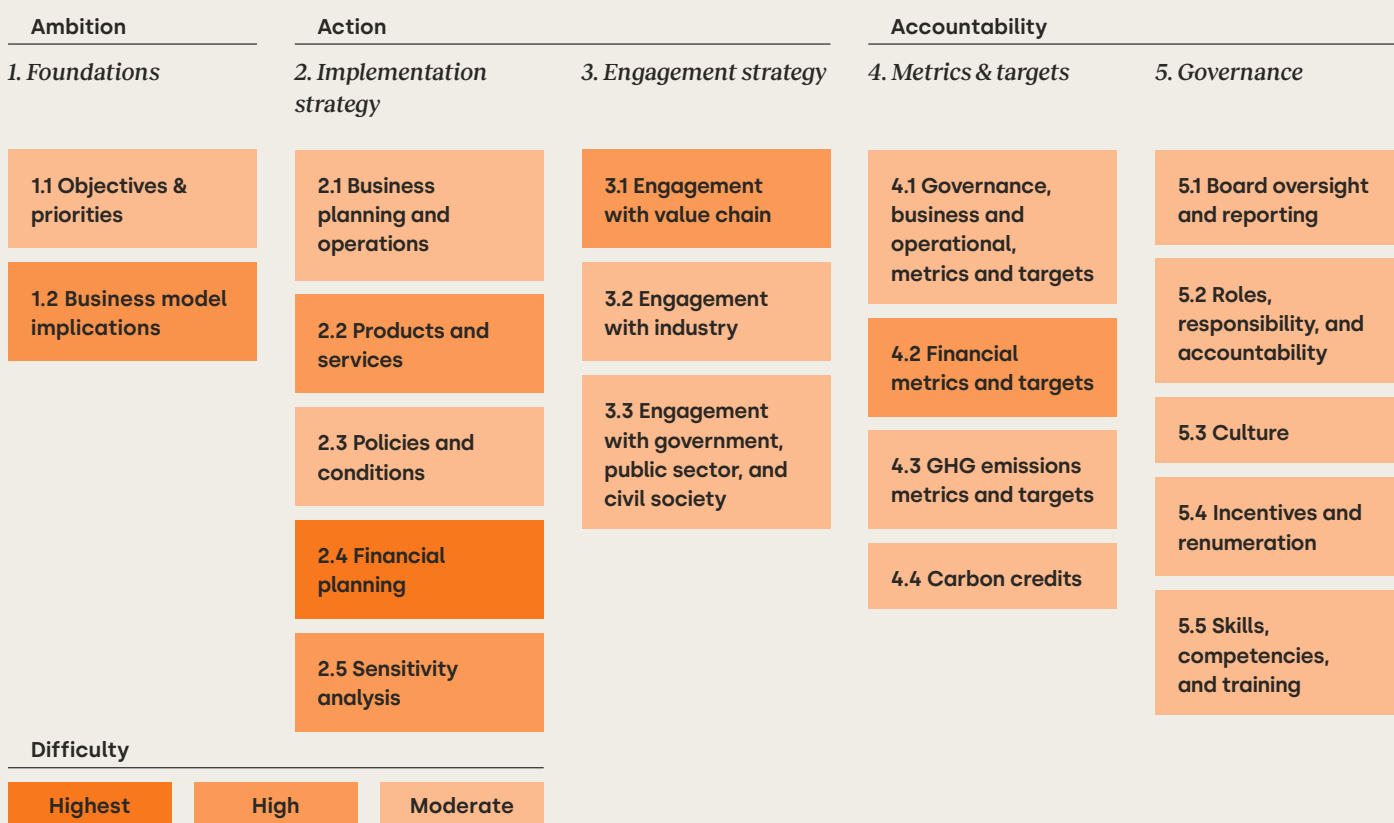 Ambition
Action
Accountability
1. Foundations
2. Implementation
strategy
3. Engagement strategy
4. Metrics & targets
5. Governance
1.1 Objectives &
priorities
1.2 Business model
implications
2.1 Business
planning and
operations
2.2 Products and
services
2.3 Policies and
conditions
2.4 Financial
planning
2.5 Sensitivity
analysis
3.1 Engagement
with value chain
3.2 Engagement
with industry
3.3 Engagement
with government,
public sector, and
civil society
4.1 Governance,
business and
operational,
metrics and targets
4.2 Financial
metrics and targets
4.3 GHG emissions
metrics and targets
4.4 Carbon credits
5.1 Board oversight
and reporting
5.2 Roles,
responsibility, and
accountability
5.3 Culture
5.4 Incentives and
renumeration
5.5 Skills,
competencies,
and training
Difficulty
Highest
High
Moderate